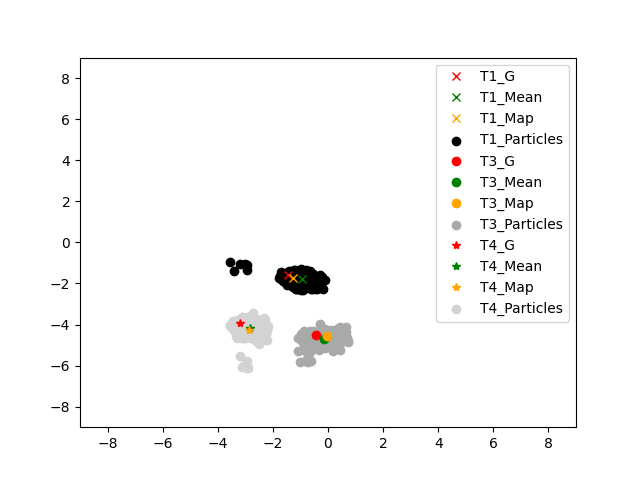 8
6
4
2
0
−2
−4
−6
−8
−8 −6 −4 −2 0 2 4 6 8
T1_G
T1_Mean
T1_Map
T1_Particles
T3_G
T3_Mean
T3_Map
T3_Particles
T4_G
T4_Mean
T4_Map
T4_Particles